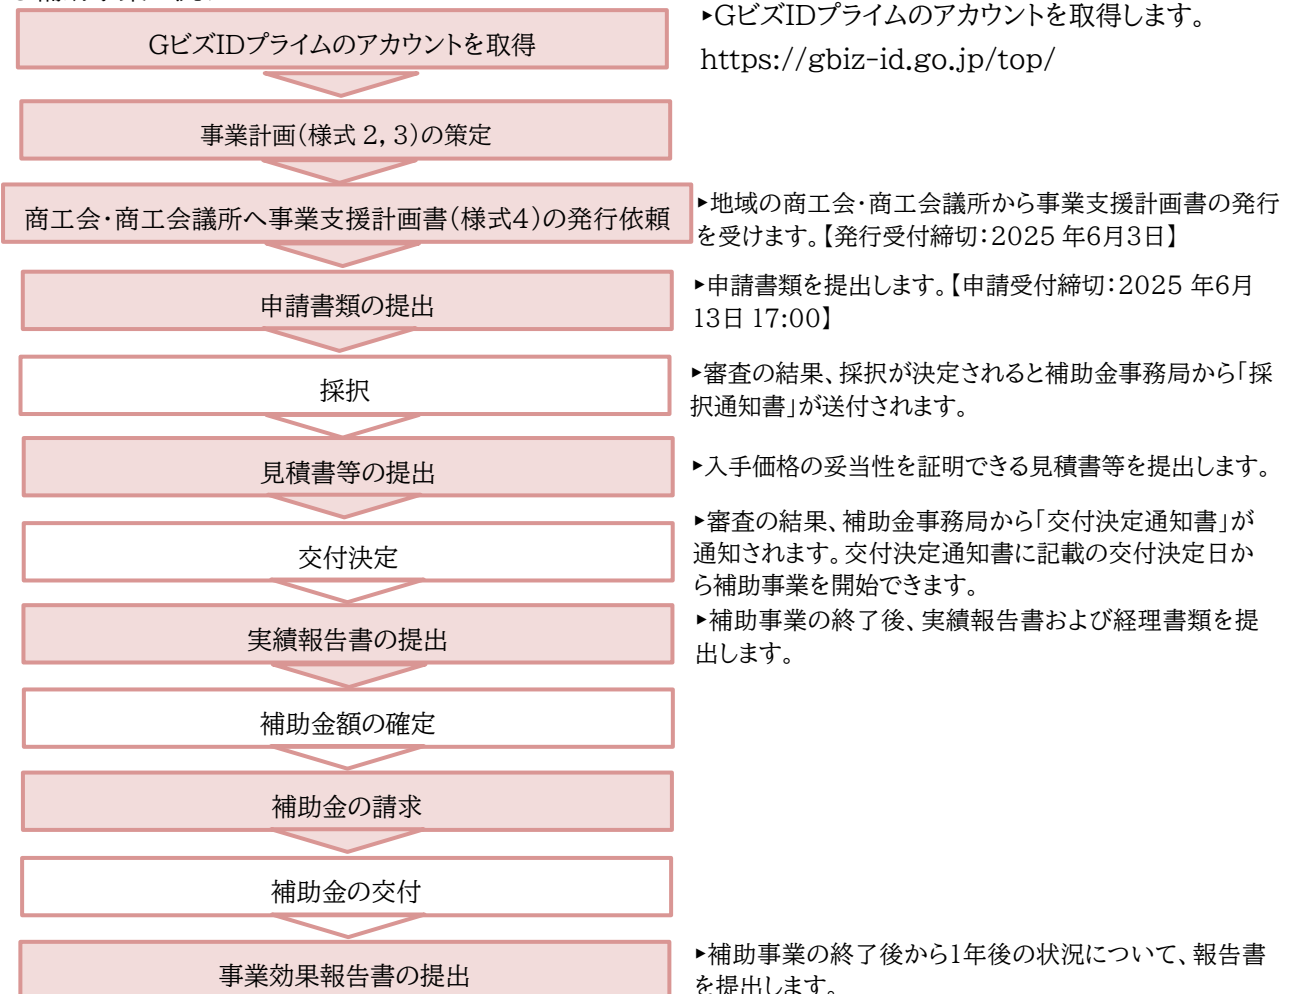 GビズIDプライムのアカウントを取得
▸GビズIDプライムのアカウントを取得します。
https://gbiz-id.go.jp/top/
事業計画(様式 2, 3)の策定
商工会・商工会議所へ事業支援計画書(様式4)の発行依頼
▸地域の商工会・商工会議所から事業支援計画書の発行
を受けます。【発行受付締切:2025 年6月3日】
申請書類の提出
▸申請書類を提出します。【申請受付締切:2025 年6月
13日 17:00】
採択
▸審査の結果、採択が決定されると補助金事務局から「採
択通知書」が送付されます。
見積書等の提出
▸入手価格の妥当性を証明できる見積書等を提出します。
交付決定
▸審査の結果、補助金事務局から「交付決定通知書」が
通知されます。交付決定通知書に記載の交付決定日か
ら補助事業を開始できます。
実績報告書の提出
▸補助事業の終了後、実績報告書および経理書類を提
出します。
補助金額の確定
補助金の請求
補助金の交付
事業効果報告書の提出
▸補助事業の終了後から1年後の状況について、報告書
を提出します。